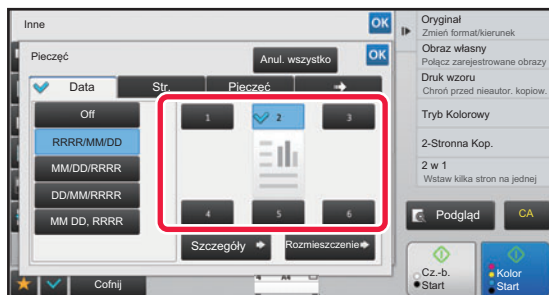 Inne
OK
Pieczęć
Anul. wszystko
OK
Data
Str.
Pieczęć
Off
RRRR/MM/DD
MM/DD/RRRR
DD/MM/RRRR
MM DD, RRRR
1
2
3
4
5
6
Szczegóły
Rozmieszczenie
Cofnij
A4
Oryginał
Zmień format/kierunek
Obraz własny
Połącz zarejestrowane obrazy
Druk wzoru
Chroń przed nieautor. kopiow.
Tryb Kolorowy
2-Stronna Kop.
2 w 1
Wstaw kilka stron na jednej
Podgląd
CA
Cz.-b.
Start
Kolor
Start